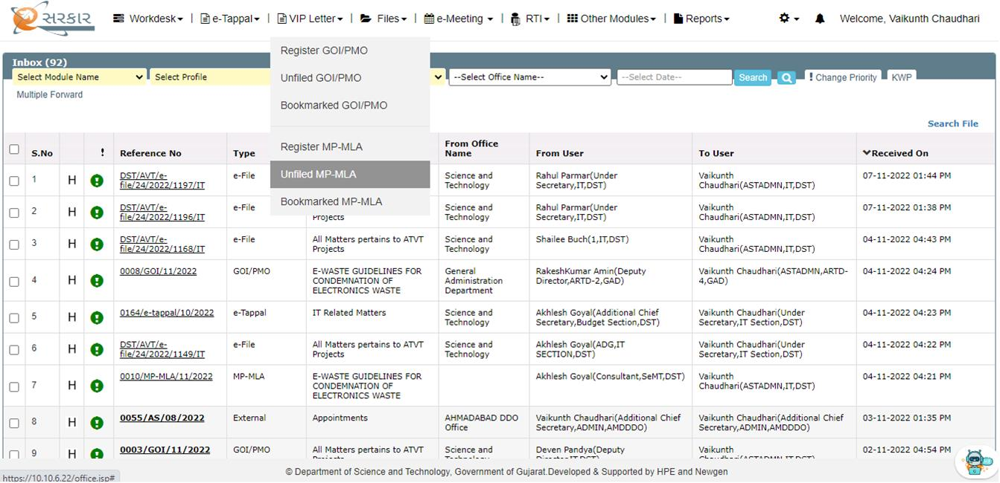 સરકાર
Workdesk | e-Tappal | VIP Letter | Files | e-Meeting | RTI | Other Modules | Reports Welcome, Vaikunth Chaudhari
Register GOI/PMO
Unfiled GOI/PMO
Bookmarked GOI/PMO
Register MP-MLA
Unfiled MP-MLA
Bookmarked MP-MLA
Inbox (92)
Select Module Name Select Profile --Select Office Name-- --Select Date-- Search ! Change Priority KWP
Multiple Forward
Search File
S.No ! Reference No Type From Office Name From User To User Received On
1 H DST/AVT/e-file/24/2022/1197/IT e-File Science and Technology Rahul Parmar(Under Secretary,IT,DST) Vaikunth Chaudhari(ASTADMN,IT,DST) 07-11-2022 01:44 PM
2 H DST/AVT/e-file/24/2022/1196/IT e-File Projects Science and Technology Rahul Parmar(Under Secretary,IT,DST) Vaikunth Chaudhari(ASTADMN,IT,DST) 07-11-2022 01:38 PM
3 H DST/AVT/e-file/24/2022/1168/IT e-File All Matters pertains to ATVT Projects Science and Technology Shailee Buch(1,IT,DST) Vaikunth Chaudhari(ASTADMN,IT,DST) 04-11-2022 04:43 PM
4 H 0008/GOI/11/2022 GOI/PMO E-WASTE GUIDELINES FOR CONDEMNATION OF ELECTRONICS WASTE General Administration Department RakeshKumar Amin(Deputy Director,ARTD-2,GAD) Vaikunth Chaudhari(ASTADMN,ARTD-4,GAD) 04-11-2022 04:24 PM
5 H 0164/e-tappal/10/2022 e-Tappal IT Related Matters Science and Technology Akhlesh Goyal(Additional Chief Secretary,Budget Section,DST) Vaikunth Chaudhari(Under Secretary,IT Section,DST) 04-11-2022 04:23 PM
6 H DST/AVT/e-file/24/2022/1149/IT e-File All Matters pertains to ATVT Projects Science and Technology Akhlesh Goyal(ADG,IT SECTION,DST) Vaikunth Chaudhari(Under Secretary,IT Section,DST) 04-11-2022 04:22 PM
7 H 0010/MP-MLA/11/2022 MP-MLA E-WASTE GUIDELINES FOR CONDEMNATION OF ELECTRONICS WASTE Akhlesh Goyal(Consultant,SeMT,DST) Vaikunth Chaudhari(ASTADMN,IT,DST) 04-11-2022 04:21 PM
8 H 0055/AS/08/2022 External Appointments AHMADABAD DDO Office Vaikunth Chaudhari(Additional Chief Secretary,ADMIN,AMDDDO) Vaikunth Chaudhari(Additional Chief Secretary,ADMIN,AMDDDO) 03-11-2022 01:35 PM
9 H 0003/GOI/11/2022 GOI/PMO All Matters pertains to ATVT Science and Deven Pandya(Deputy Vaikunth 02-11-2022 04:54 PM
© Department of Science and Technology, Government of Gujarat.Developed & Supported by HPE and Newgen
https://10.10.6.22/office.jsp#